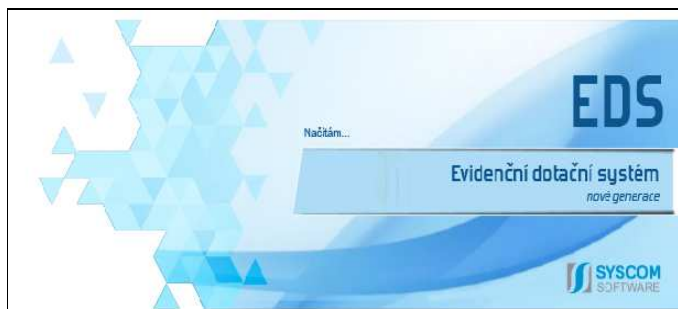 EDS
Načítám...
Evidenční dotační systém
nové generace
SYSCOM
SOFTWARE